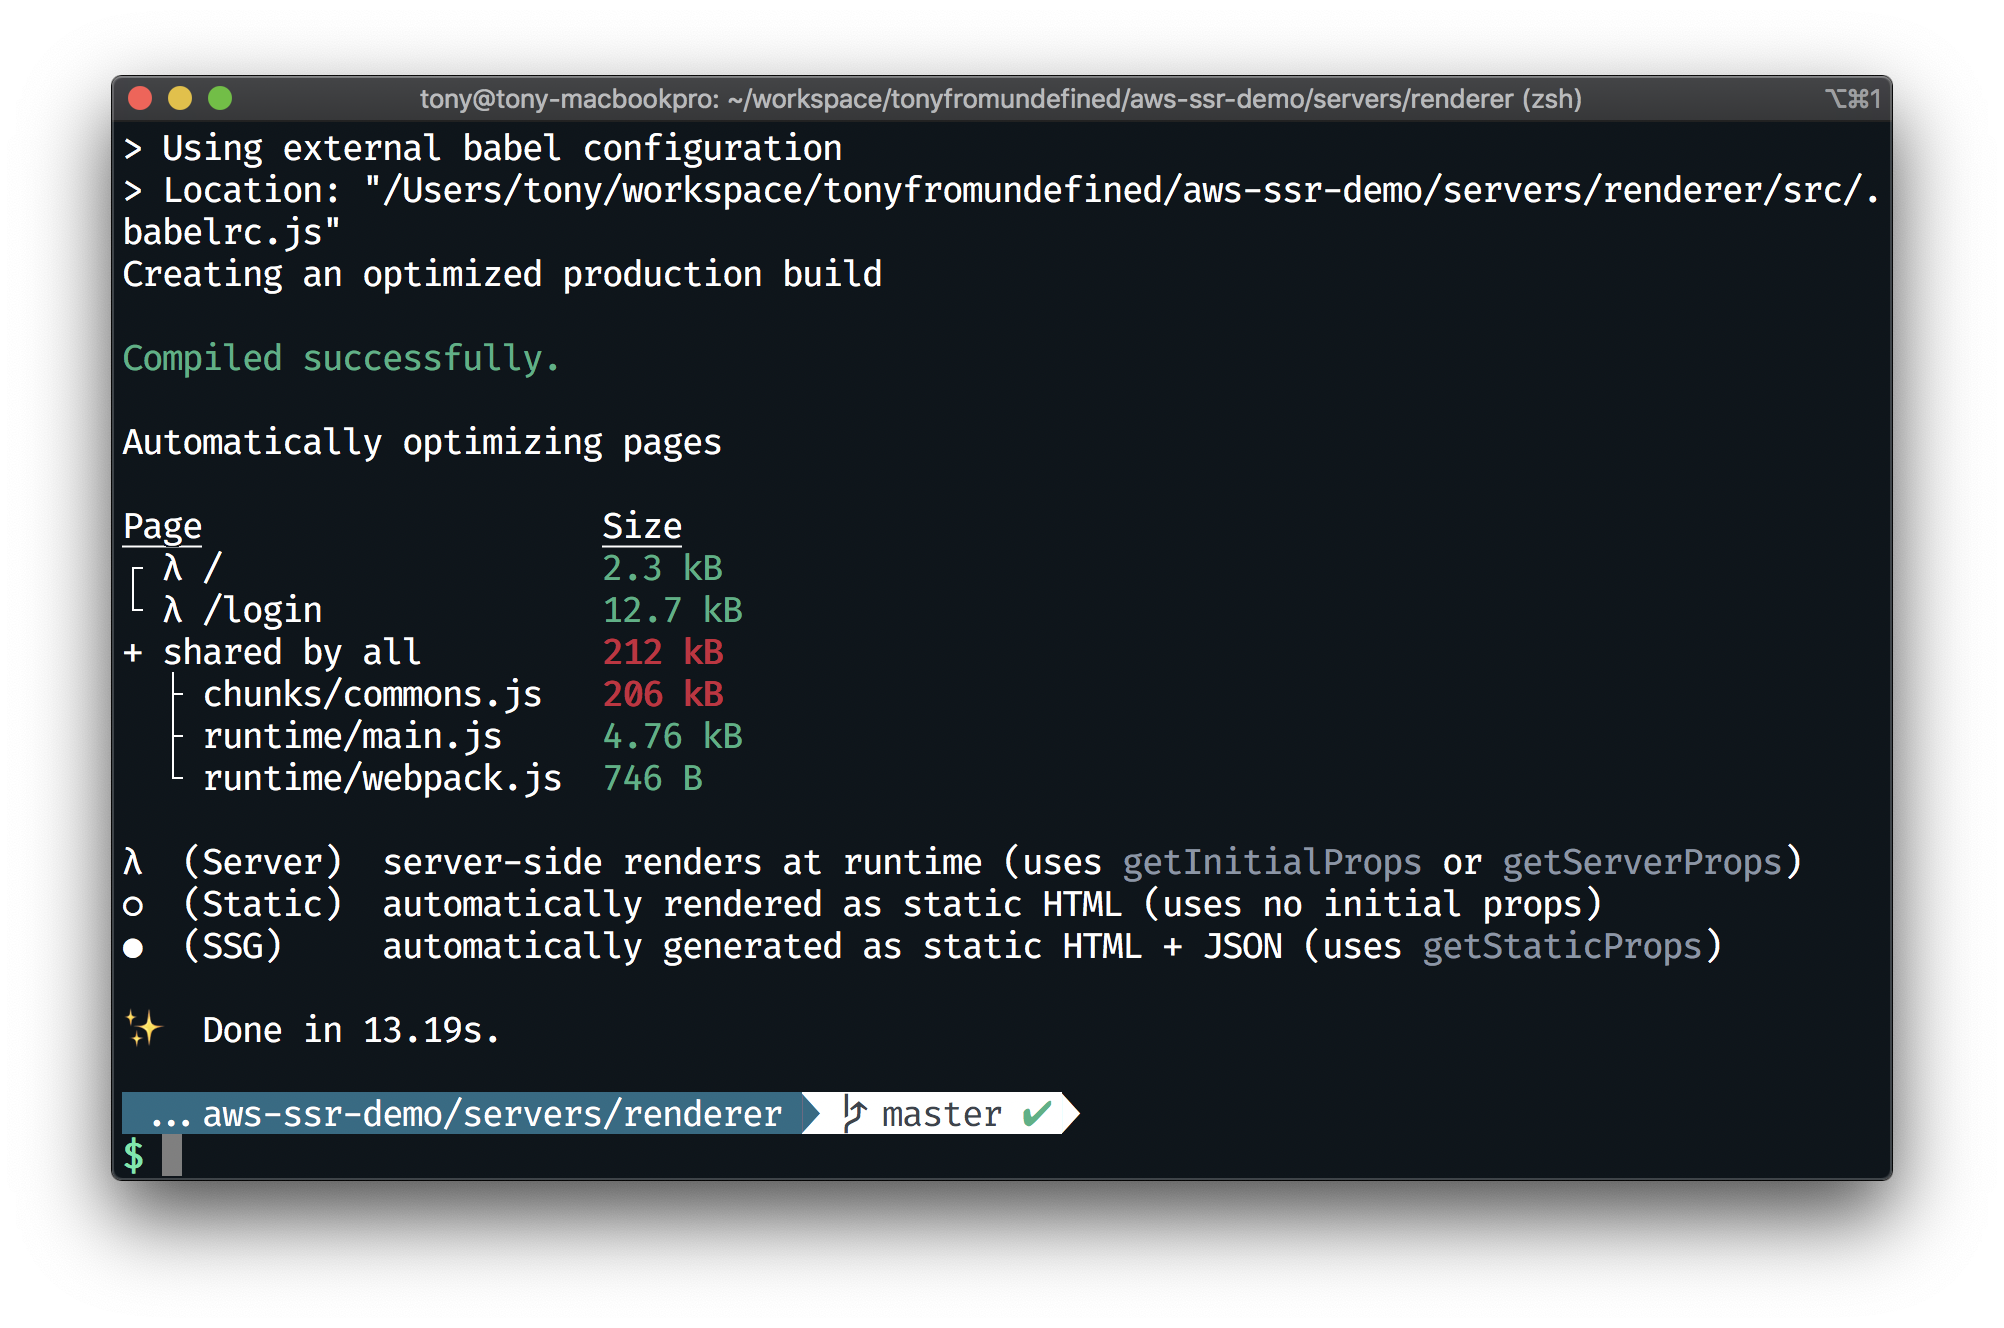 tony@tony-macbookpro: ~/workspace/tonyfromundefined/aws-ssr-demo/servers/renderer (zsh) ⌥⌘1
> Using external babel configuration
> Location: "/Users/tony/workspace/tonyfromundefined/aws-ssr-demo/servers/renderer/src/.
babelrc.js"
Creating an optimized production build
Compiled successfully.
Automatically optimizing pages
Page Size
┌ λ / 2.3 kB
└ λ /login 12.7 kB
+ shared by all 212 kB
├ chunks/commons.js 206 kB
├ runtime/main.js 4.76 kB
└ runtime/webpack.js 746 B
λ (Server) server-side renders at runtime (uses getInitialProps or getServerProps)
○ (Static) automatically rendered as static HTML (uses no initial props)
● (SSG) automatically generated as static HTML + JSON (uses getStaticProps)
✨ Done in 13.19s.
... aws-ssr-demo/servers/renderer master ✔
$